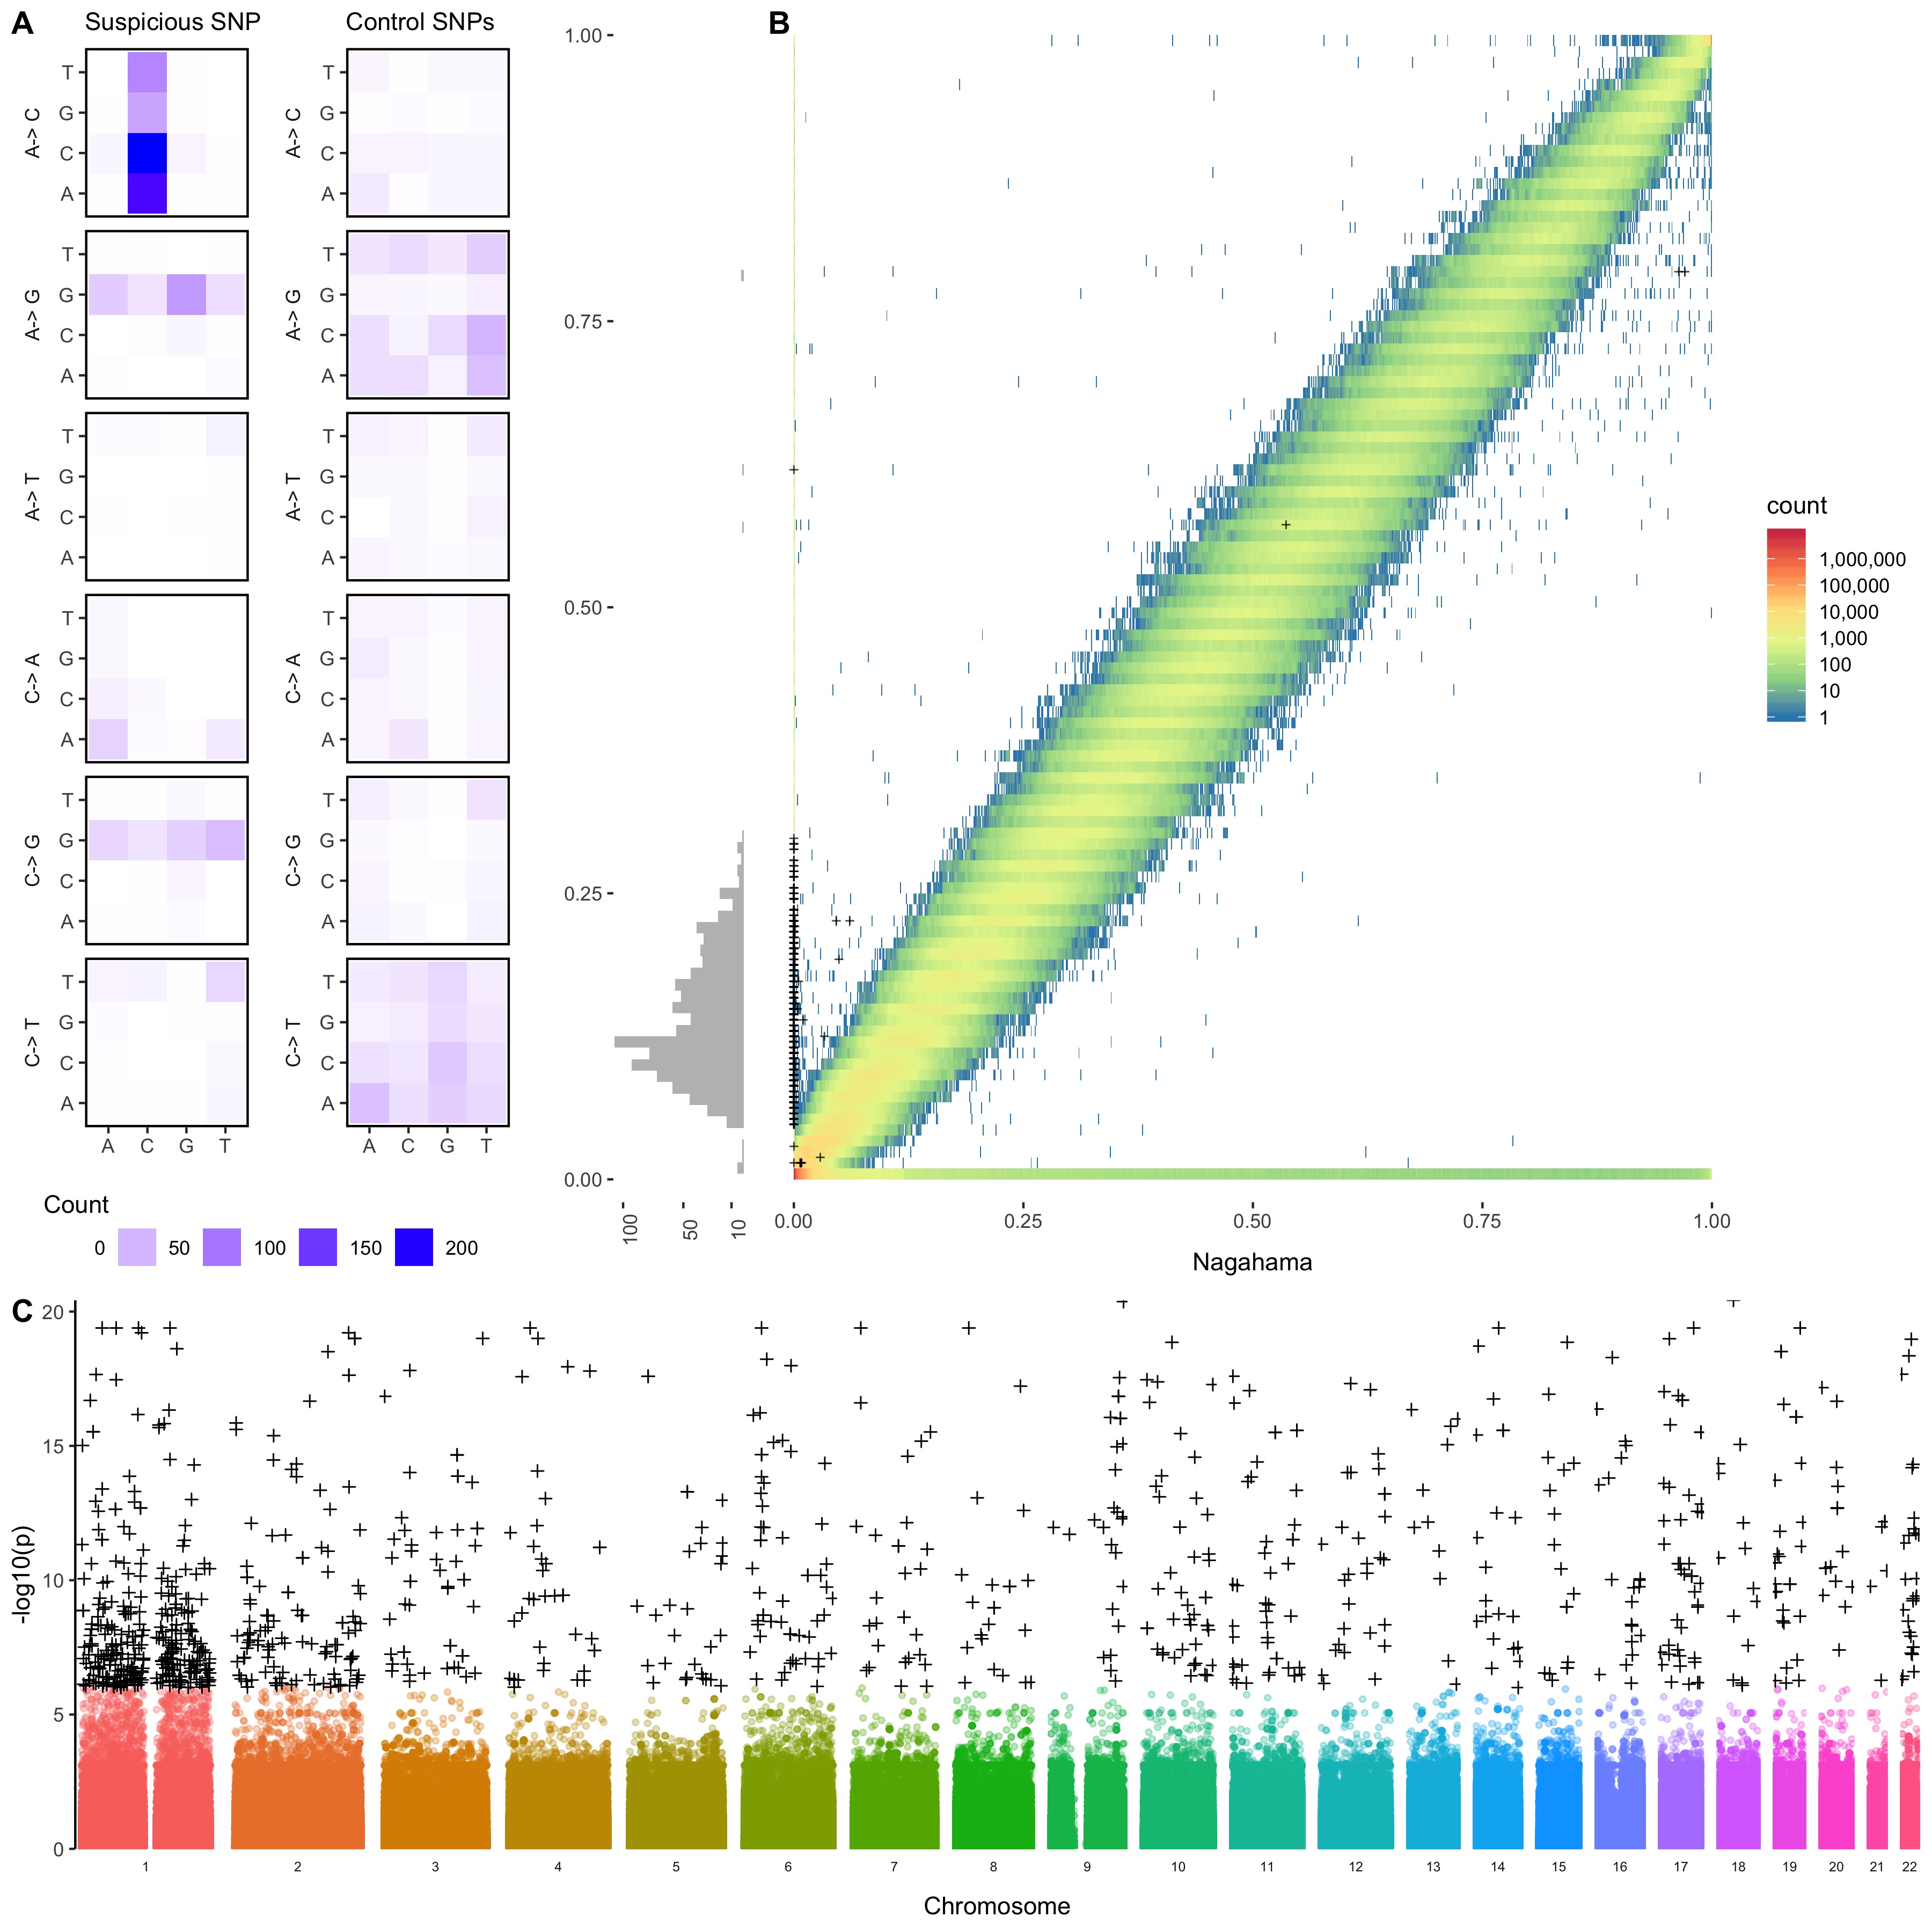 A
Suspicious SNP
Control SNPs
A-> C
T
G
C
A
A-> C
T
G
C
A
A-> G
T
G
C
A
A-> G
T
G
C
A
A-> T
T
G
C
A
A-> T
T
G
C
A
C-> A
T
G
C
A
C-> A
T
G
C
A
C-> G
T
G
C
A
C-> G
T
G
C
A
C-> T
T
G
C
A
C-> T
T
G
C
A
A C G T
A C G T
Count
0 50 100 150 200
B
1.00
0.75
0.50
0.25
0.00
100 50 10
0.00 0.25 0.50 0.75 1.00
Nagahama
count
1,000,000
100,000
10,000
1,000
100
10
1
C
-log10(p)
20
15
10
5
0
1 2 3 4 5 6 7 8 9 10 11 12 13 14 15 16 17 18 19 20 21 22
Chromosome